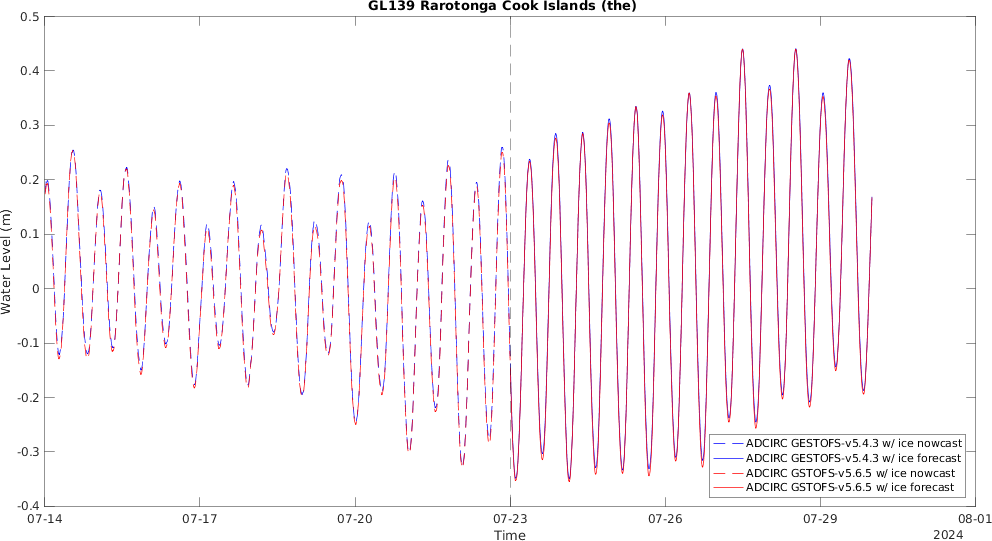 GL139 Rarotonga Cook Islands (the)
Water Level (m)
0.5
0.4
0.3
0.2
0.1
0
-0.1
-0.2
-0.3
-0.4
ADCIRC GESTOFS-v5.4.3 w/ ice nowcast
ADCIRC GESTOFS-v5.4.3 w/ ice forecast
ADCIRC GSTOFS-v5.6.5 w/ ice nowcast
ADCIRC GSTOFS-v5.6.5 w/ ice forecast
07-14 07-17 07-20 07-23 07-26 07-29 08-01
Time
2024